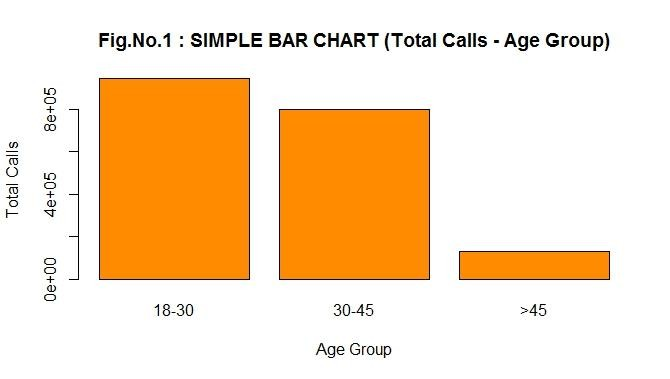 Fig.No.1 : SIMPLE BAR CHART (Total Calls - Age Group)
Total Calls
8e+05
4e+05
0e+00
18-30 30-45 >45
Age Group